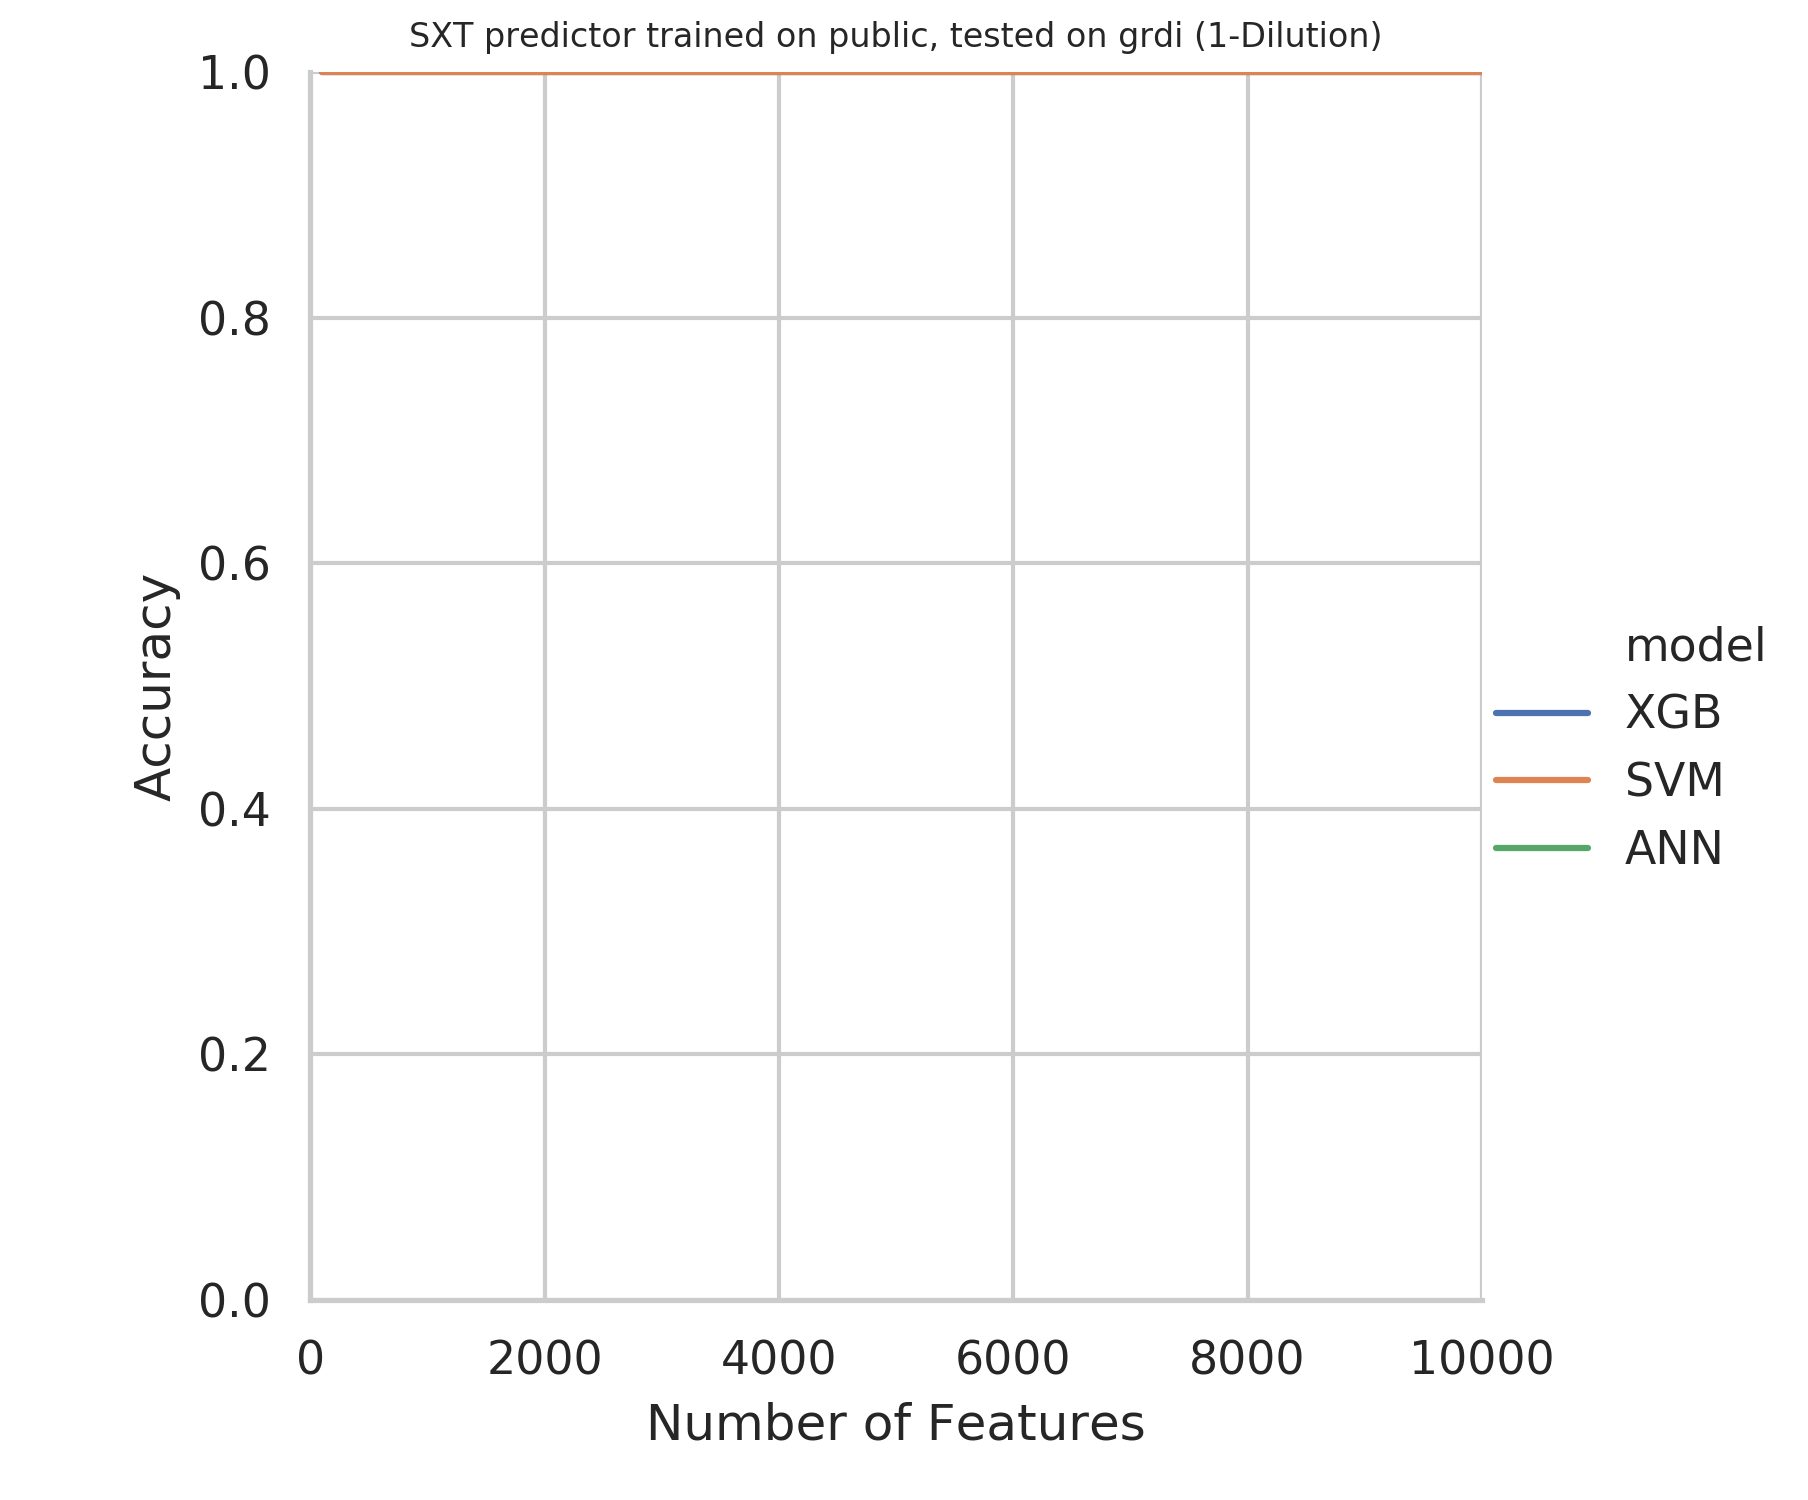 SXT predictor trained on public, tested on grdi (1-Dilution)
1.0
0.8
0.6
0.4
0.2
0.0
Accuracy
0 2000 4000 6000 8000 10000
Number of Features
model
XGB
SVM
ANN